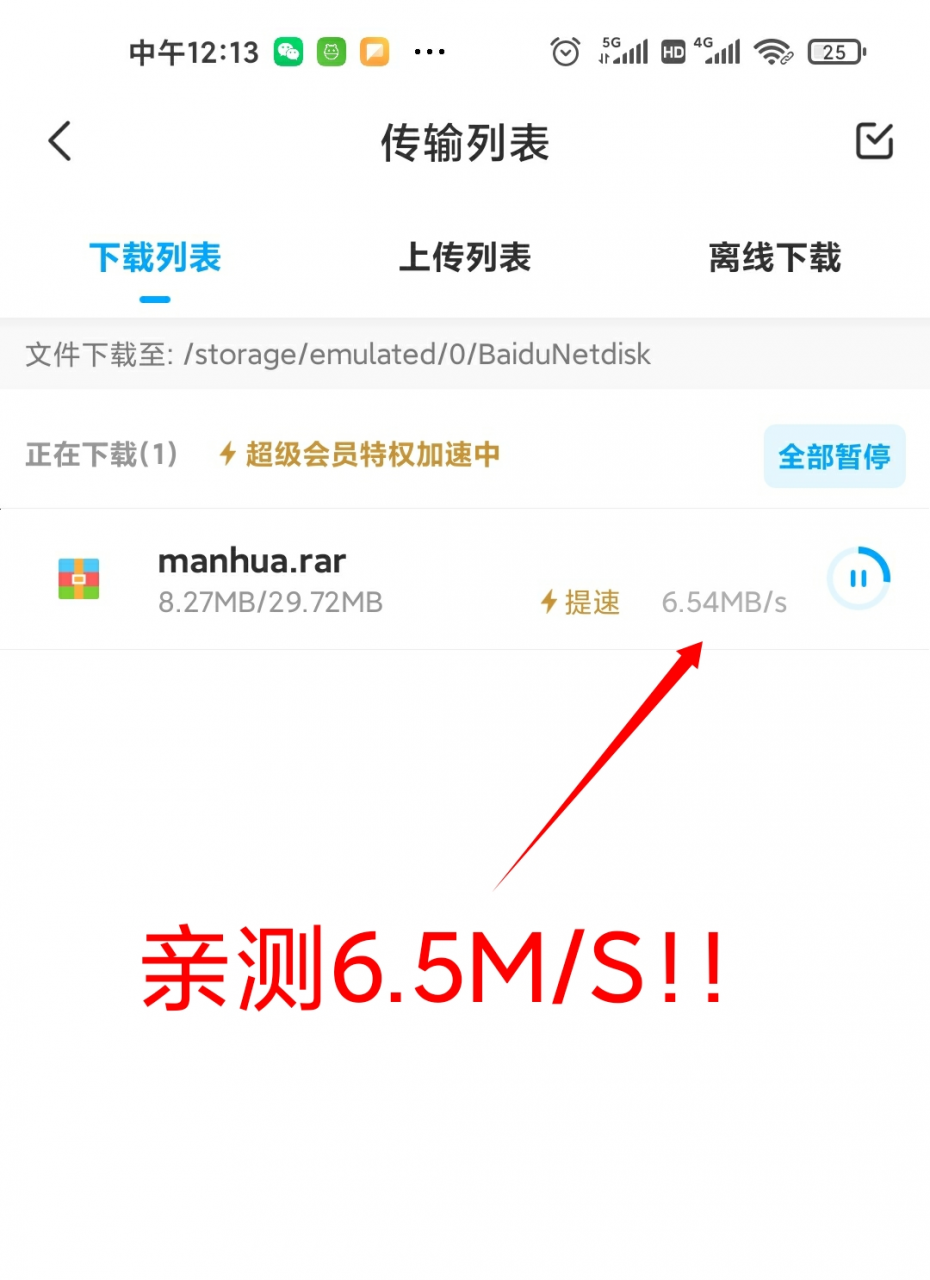 中午12:13 ••• 5G HD 4G 25
传输列表
下载列表 上传列表 离线下载
文件下载至: /storage/emulated/0/BaiduNetdisk
正在下载(1) 超级会员特权加速中 全部暂停
manhua.rar
8.27MB/29.72MB 提速 6.54MB/s
亲测6.5M/S!!